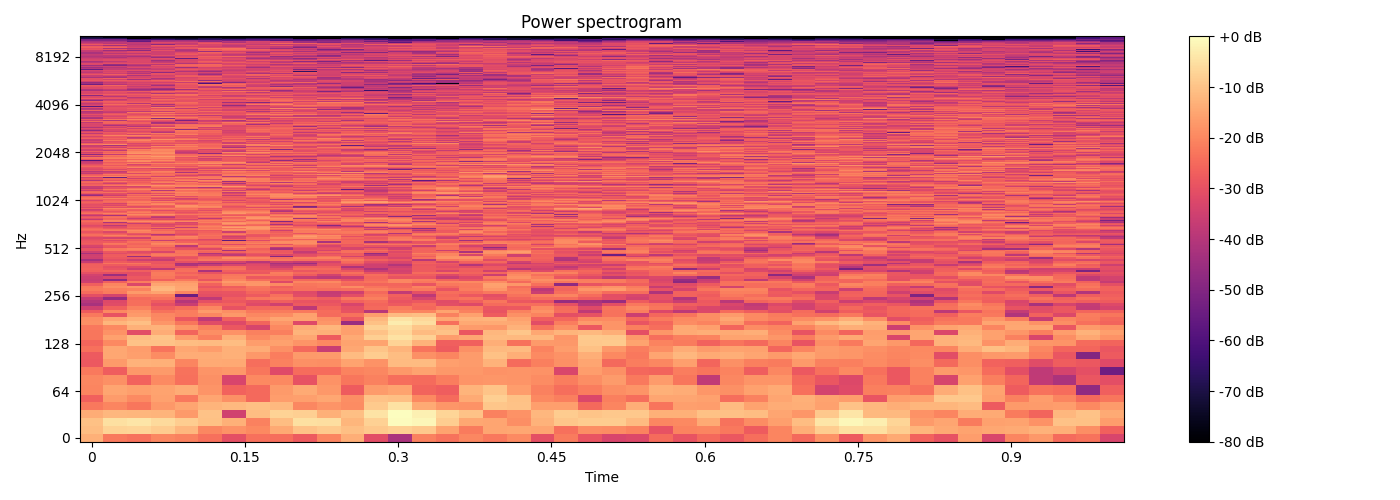 Power spectrogram
Hz
8192
4096
2048
1024
512
256
128
64
0
0 0.15 0.3 0.45 0.6 0.75 0.9
Time
+0 dB
-10 dB
-20 dB
-30 dB
-40 dB
-50 dB
-60 dB
-70 dB
-80 dB